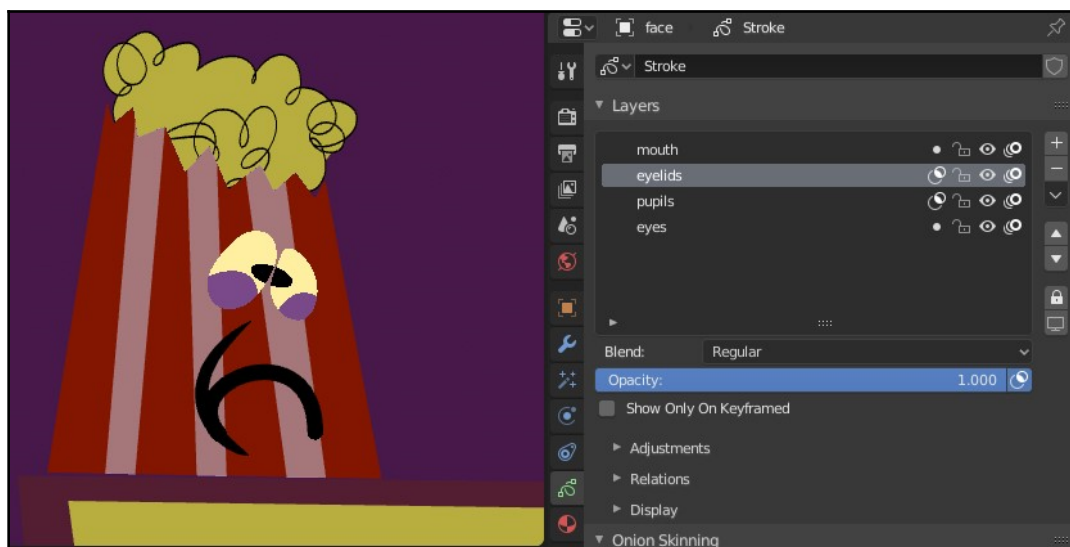 face Stroke
Stroke
Layers
mouth
eyelids
pupils
eyes
Blend: Regular
Opacity: 1.000
Show Only On Keyframed
Adjustments
Relations
Display
Onion Skinning